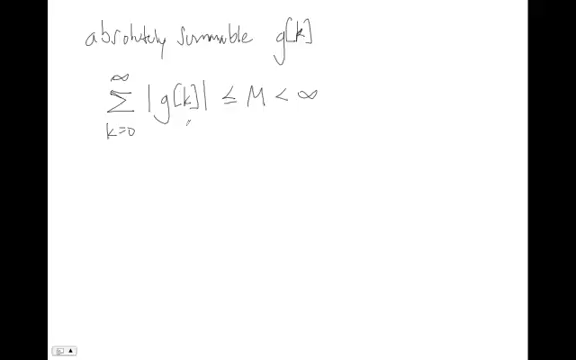 absolutely summable g[k]
∞
∑ |g[k]| ≤ M < ∞
k=0